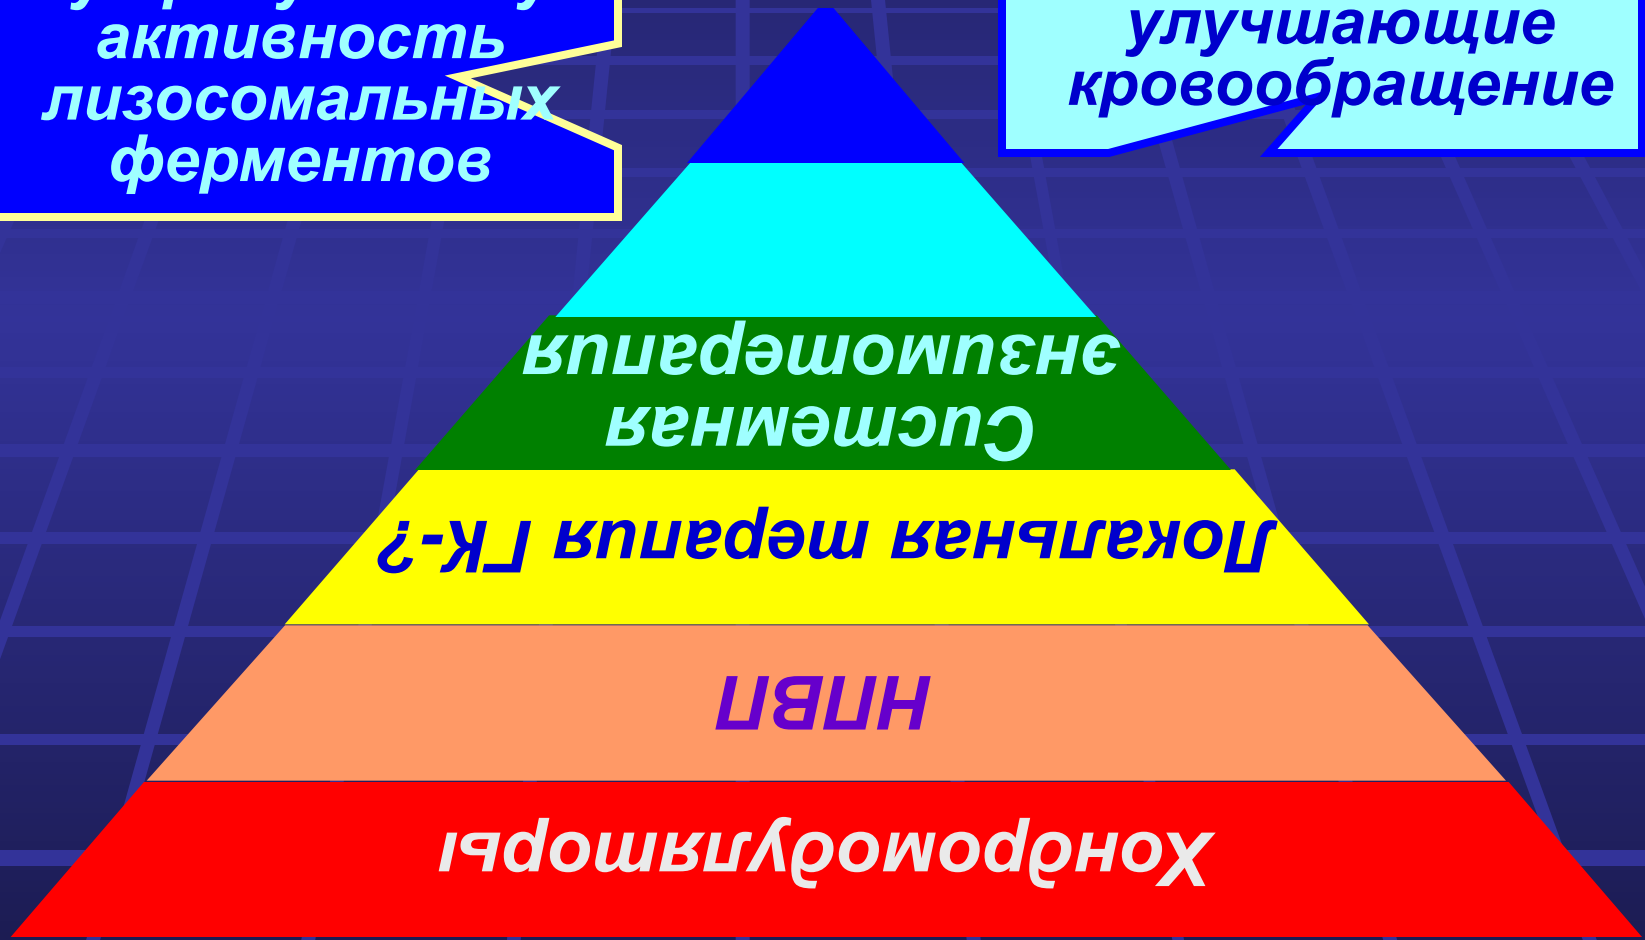 активность
лизосомальных
ферментов
улучшающие
кровообращение
Системная
энзимотерапия
Локальная терапия ГК-?
НПВП
Хондромодуляторы